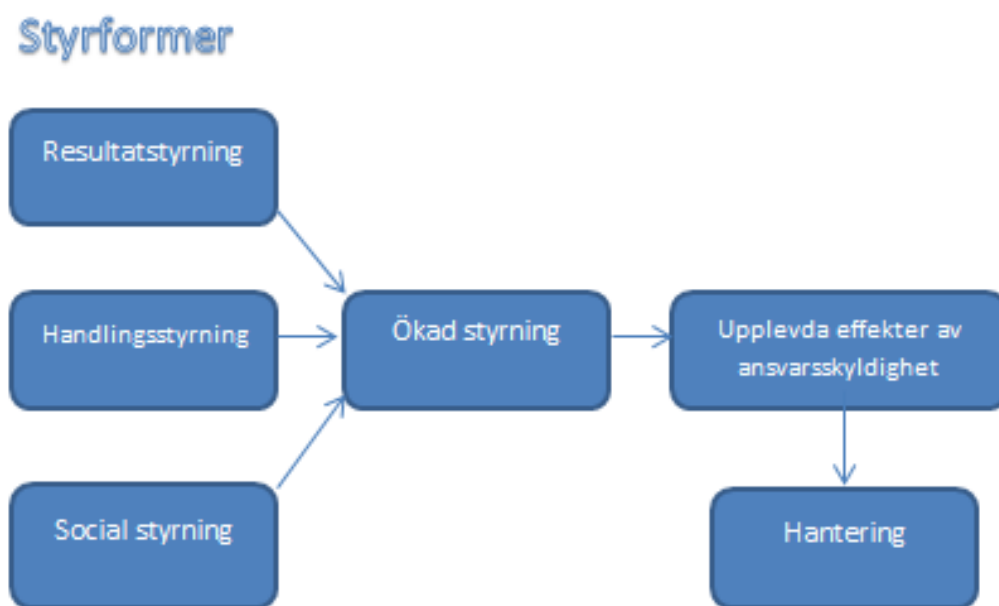 Styrformer
Resultatstyrning
Handlingsstyrning
Ökad styrning
Upplevda effekter av
ansvarsskyldighet
Social styrning
Hantering